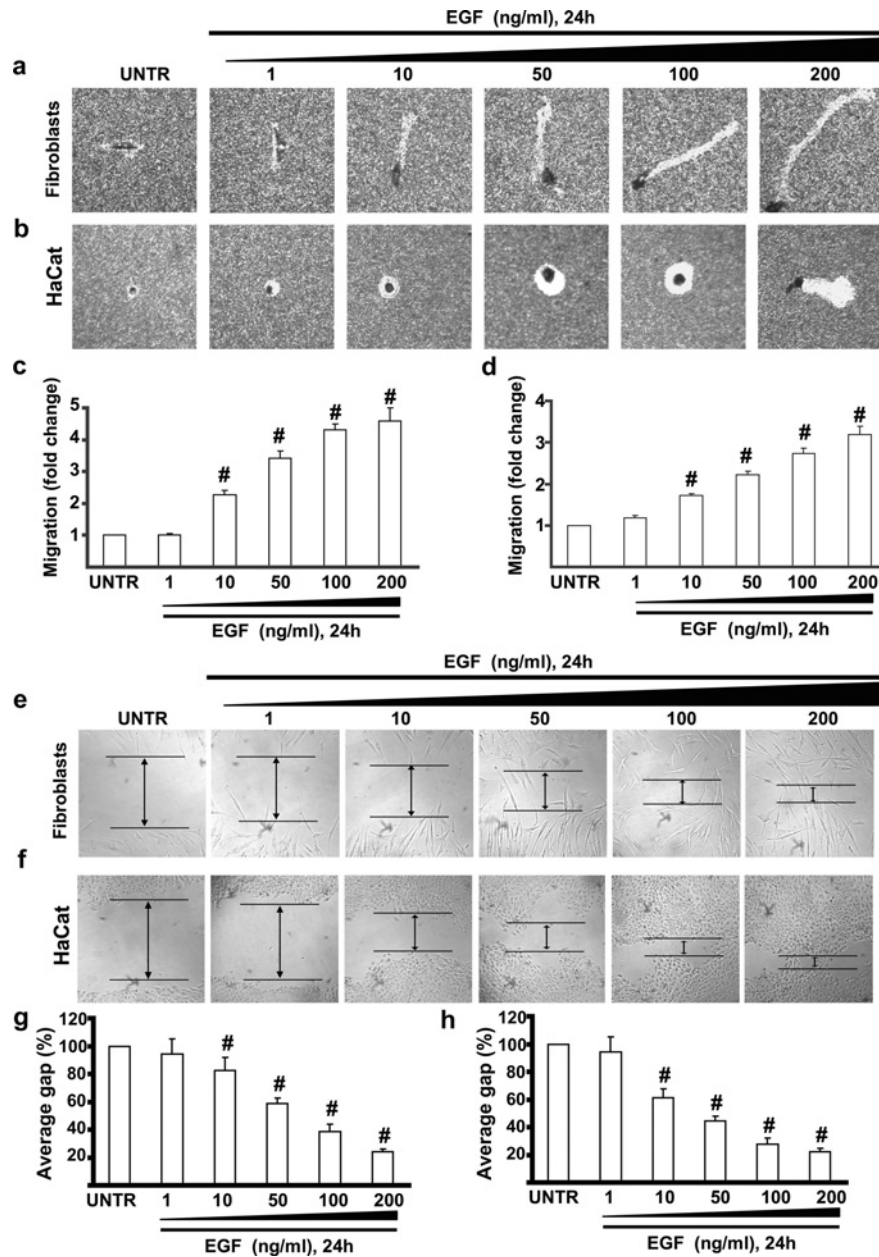 EGF (ng/ml), 24h
a
UNTR 1 10 50 100 200
Fibroblasts
b
HaCat
c
Migration (fold change)
5
4
3
2
1
# # # #
UNTR 1 10 50 100 200
EGF (ng/ml), 24h
d
Migration (fold change)
4
3
2
1
# # # #
UNTR 1 10 50 100 200
EGF (ng/ml), 24h
EGF (ng/ml), 24h
e
UNTR 1 10 50 100 200
Fibroblasts
f
HaCat
g
Average gap (%)
120
100
80
60
40
20
# # # #
UNTR 1 10 50 100 200
EGF (ng/ml), 24h
h
Average gap (%)
120
100
80
60
40
20
# # # #
UNTR 1 10 50 100 200
EGF (ng/ml), 24h